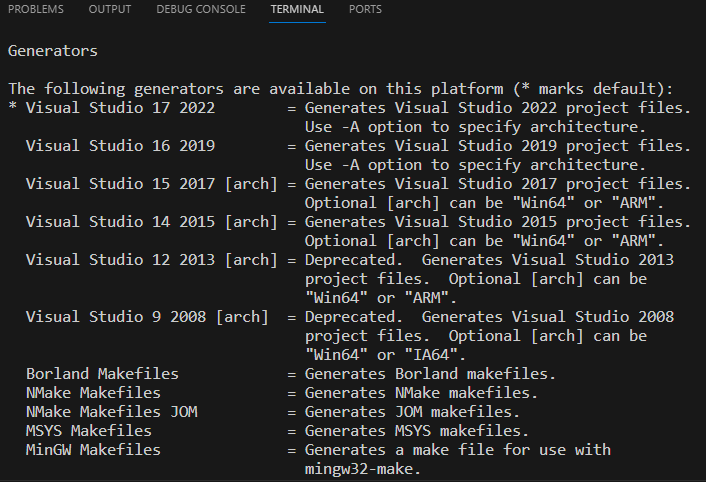 PROBLEMS OUTPUT DEBUG CONSOLE TERMINAL PORTS
Generators
The following generators are available on this platform (* marks default):
* Visual Studio 17 2022        = Generates Visual Studio 2022 project files.
                                 Use -A option to specify architecture.
  Visual Studio 16 2019        = Generates Visual Studio 2019 project files.
                                 Use -A option to specify architecture.
  Visual Studio 15 2017 [arch] = Generates Visual Studio 2017 project files.
                                 Optional [arch] can be "Win64" or "ARM".
  Visual Studio 14 2015 [arch] = Generates Visual Studio 2015 project files.
                                 Optional [arch] can be "Win64" or "ARM".
  Visual Studio 12 2013 [arch] = Deprecated.  Generates Visual Studio 2013
                                 project files.  Optional [arch] can be
                                 "Win64" or "ARM".
  Visual Studio 9 2008 [arch]  = Deprecated.  Generates Visual Studio 2008
                                 project files.  Optional [arch] can be
                                 "Win64" or "IA64".
  Borland Makefiles            = Generates Borland makefiles.
  NMake Makefiles              = Generates NMake makefiles.
  NMake Makefiles JOM          = Generates JOM makefiles.
  MSYS Makefiles               = Generates MSYS makefiles.
  MinGW Makefiles              = Generates a make file for use with
                                 mingw32-make.